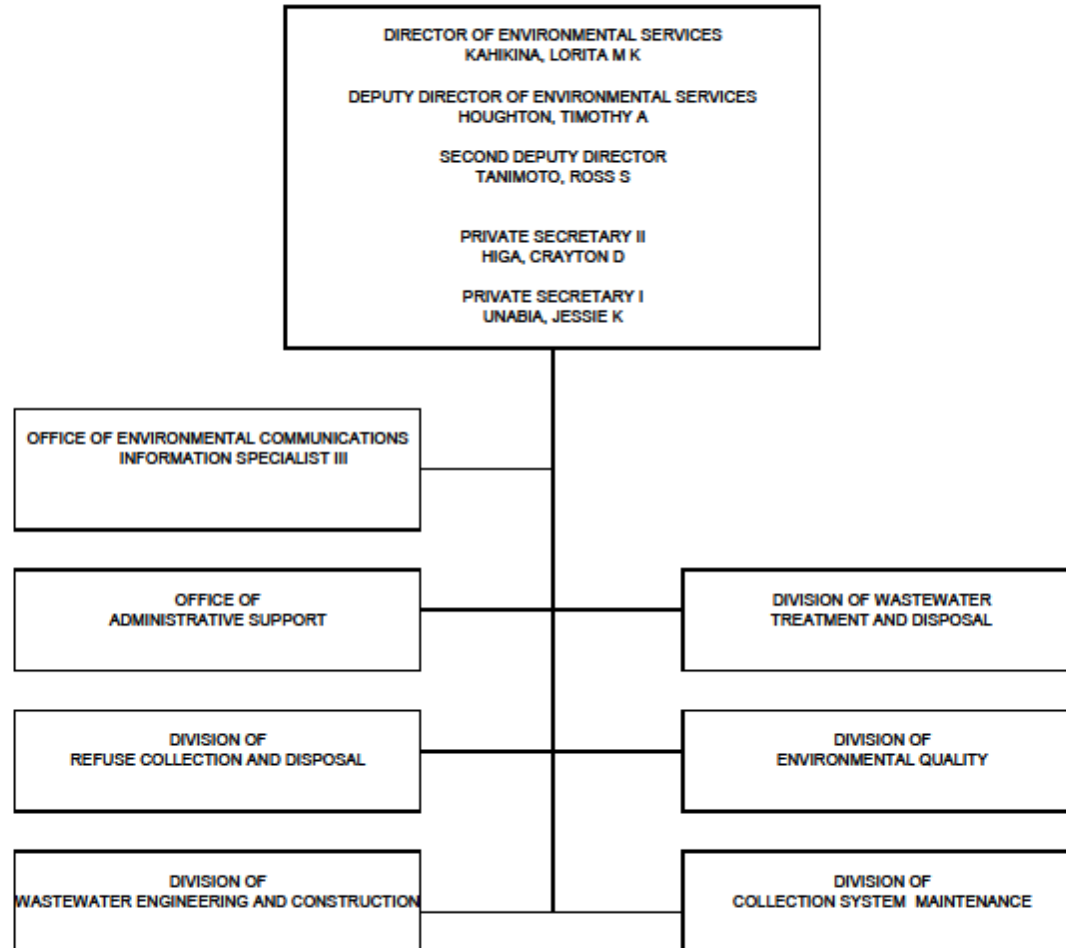 DIRECTOR OF ENVIRONMENTAL SERVICES
KAHIKINA, LORITA M K
DEPUTY DIRECTOR OF ENVIRONMENTAL SERVICES
HOUGHTON, TIMOTHY A
SECOND DEPUTY DIRECTOR
TANIMOTO, ROSS S
PRIVATE SECRETARY II
HIGA, CRAYTON D
PRIVATE SECRETARY I
UNABIA, JESSIE K
OFFICE OF ENVIRONMENTAL COMMUNICATIONS
INFORMATION SPECIALIST III
OFFICE OF
ADMINISTRATIVE SUPPORT
DIVISION OF WASTEWATER
TREATMENT AND DISPOSAL
DIVISION OF
REFUSE COLLECTION AND DISPOSAL
DIVISION OF
ENVIRONMENTAL QUALITY
DIVISION OF
WASTEWATER ENGINEERING AND CONSTRUCTION
DIVISION OF
COLLECTION SYSTEM MAINTENANCE